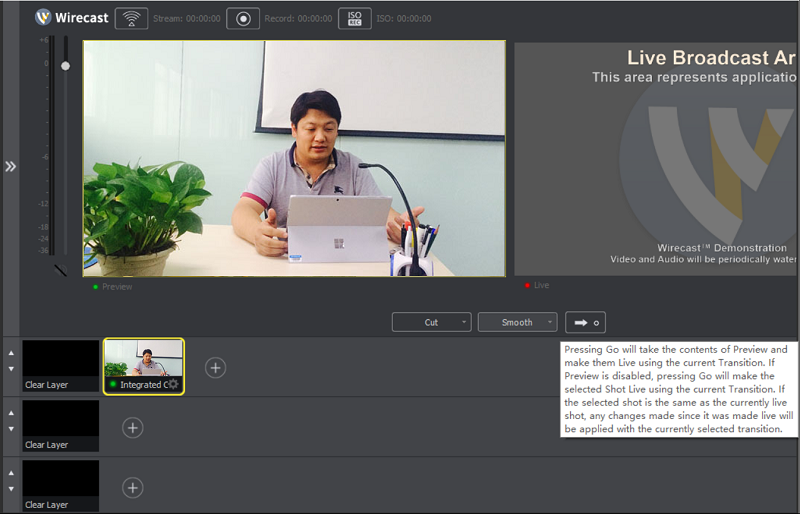 Wirecast
Stream: 00:00:00
Record: 00:00:00
ISO
REC
ISO: 00:00:00
+6
0
-6
-18
-24
-36
Live Broadcast Ar
This area represents applicatio
Wirecast™ Demonstration
Video and Audio will be periodically water
Preview
Live
Cut
Smooth
Clear Layer
Integrated C
Pressing Go will take the contents of Preview and
make them Live using the current Transition. If
Preview is disabled, pressing Go will make the
selected Shot Live using the current Transition. If
the selected shot is the same as the currently live
shot, any changes made since it was made live will
be applied with the currently selected transition.
Clear Layer
Clear Layer